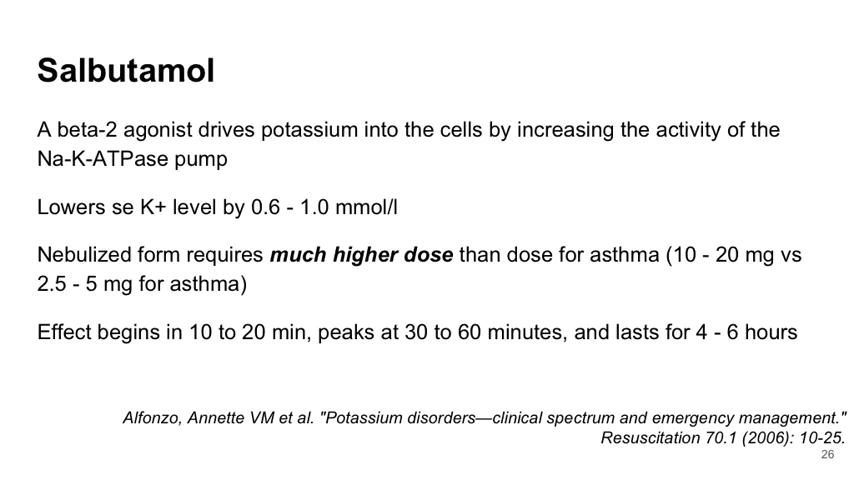 Salbutamol
A beta-2 agonist drives potassium into the cells by increasing the activity of the
Na-K-ATPase pump
Lowers se K+ level by 0.6 - 1.0 mmol/l
Nebulized form requires much higher dose than dose for asthma (10 - 20 mg vs
2.5 - 5 mg for asthma)
Effect begins in 10 to 20 min, peaks at 30 to 60 minutes, and lasts for 4 - 6 hours
Alfonzo, Annette VM et al. "Potassium disorders—clinical spectrum and emergency management."
Resuscitation 70.1 (2006): 10-25.
26